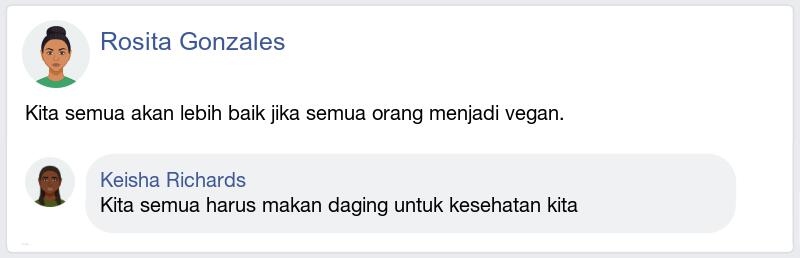 Rosita Gonzales
Kita semua akan lebih baik jika semua orang menjadi vegan.
Keisha Richards
Kita semua harus makan daging untuk kesehatan kita